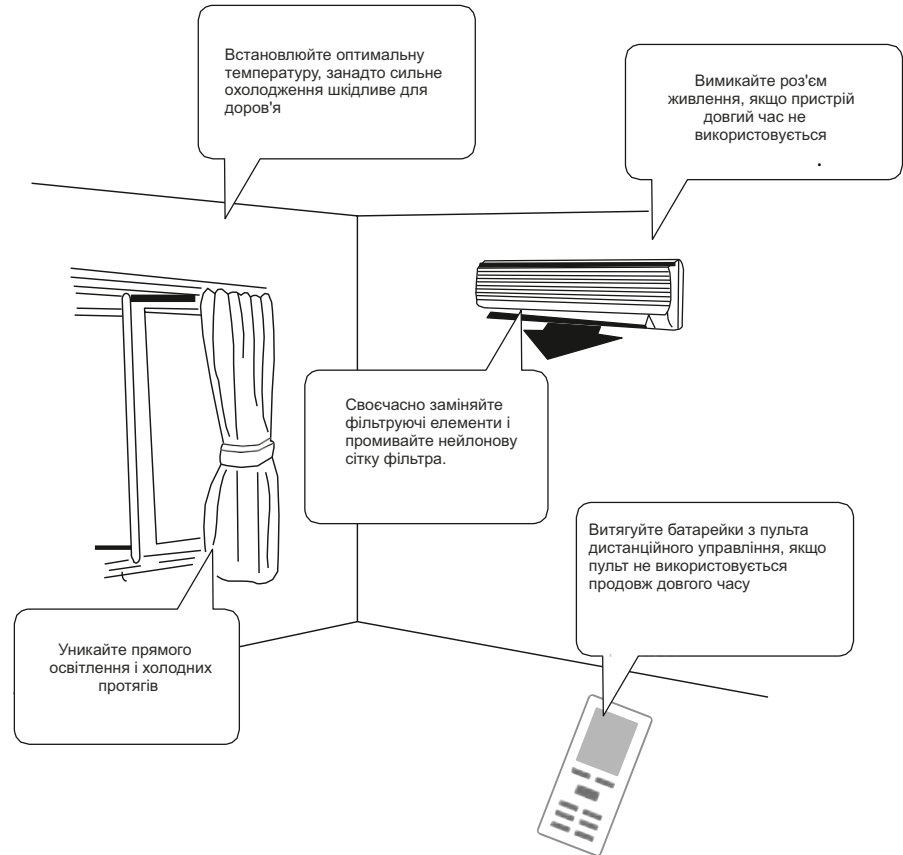 Встановлюйте оптимальну
температуру, занадто сильне
охолодження шкідливе для
доров'я
Вимикайте роз'єм
живлення, якщо пристрій
довгий час не
використовується
.
Своєчасно заміняйте
фільтруючі елементи і
промивайте нейлонову
сітку фільтра.
Витягуйте батарейки з пульта
дистанційного управління, якщо
пульт не використовується
продовж довгого часу
Уникайте прямого
освітлення і холодних
протягів